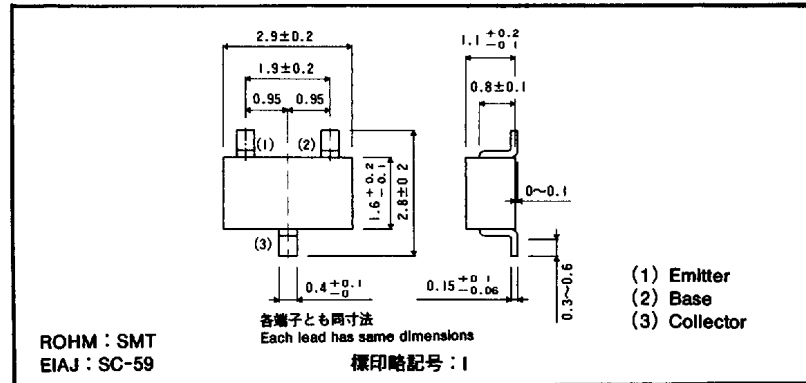 2.9±0.2
1.9±0.2
0.95 0.95
(1) (2)
(3)
1.6 +0.2 -0.1
2.8±0.2
0.4 +0.1 -0
各端子とも同寸法
Each lead has same dimensions
1.1 +0.2 -0.1
0.8±0.1
0~0.1
0.15 +0.1 -0.06
0.3~0.6
(1) Emitter
(2) Base
(3) Collector
ROHM : SMT
EIAJ : SC-59
標印略記号 : I